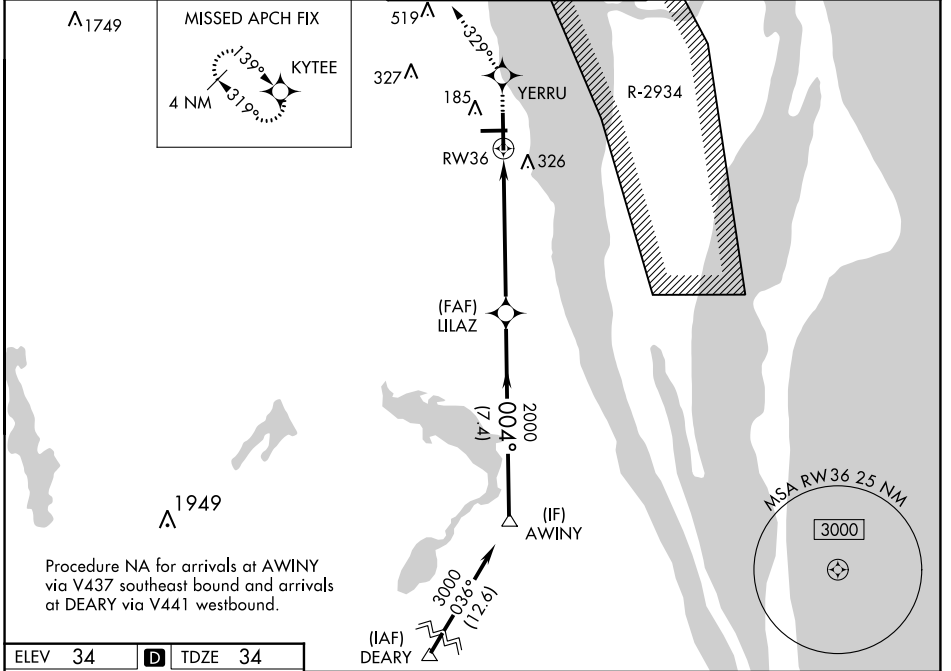 1749
MISSED APCH FIX
139°
KYTEE
4 NM
319°
519
329°
327
YERRU
185
R-2934
RW36
326
(FAF)
LILAZ
2000
004°
(7.4)
1949
(IF)
AWINY
MSA RW36 25 NM
3000
Procedure NA for arrivals at AWINY
via V437 southeast bound and arrivals
at DEARY via V441 westbound.
3000
036°
(12.6)
(IAF)
DEARY
ELEV 34 D TDZE 34